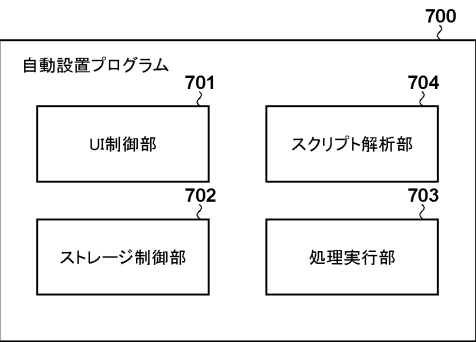 700
自動設置プログラム
701
704
UI制御部
スクリプト解析部
702
703
ストレージ制御部
処理実行部